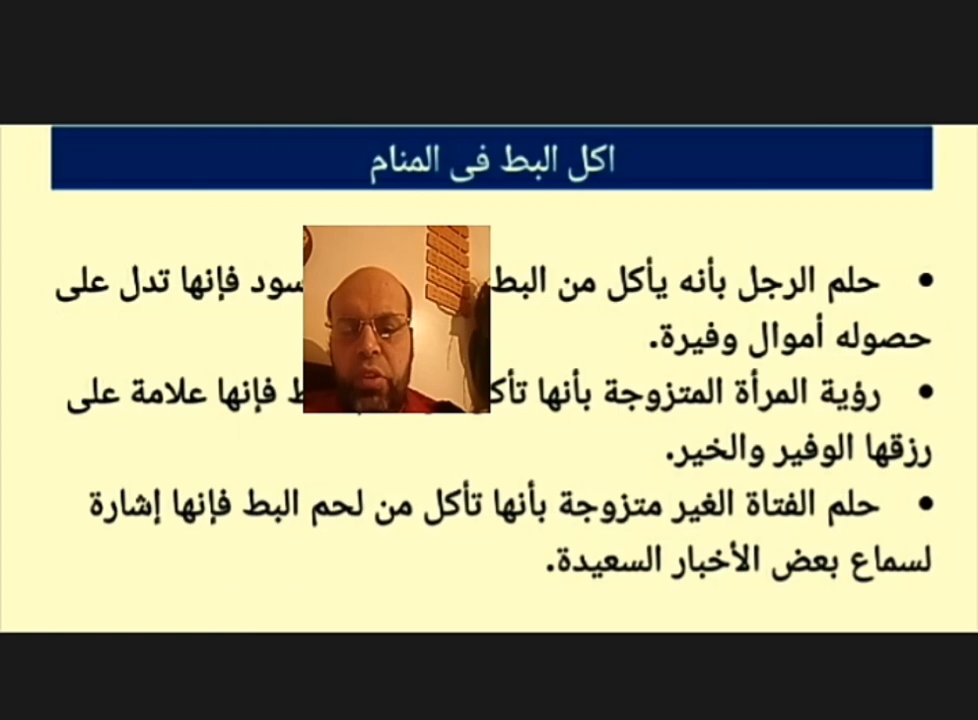 اكل البط فى المنام
• حلم الرجل بأنه يأكل من البط فإنها تدل على
حصوله أموال وفيرة.
• رؤية المرأة المتزوجة بأنها فإنها علامة على
رزقها الوفير والخير.
• حلم الفتاة الغير متزوجة بأنها تأكل من لحم البط فإنها إشارة
لسماع بعض الأخبار السعيدة.